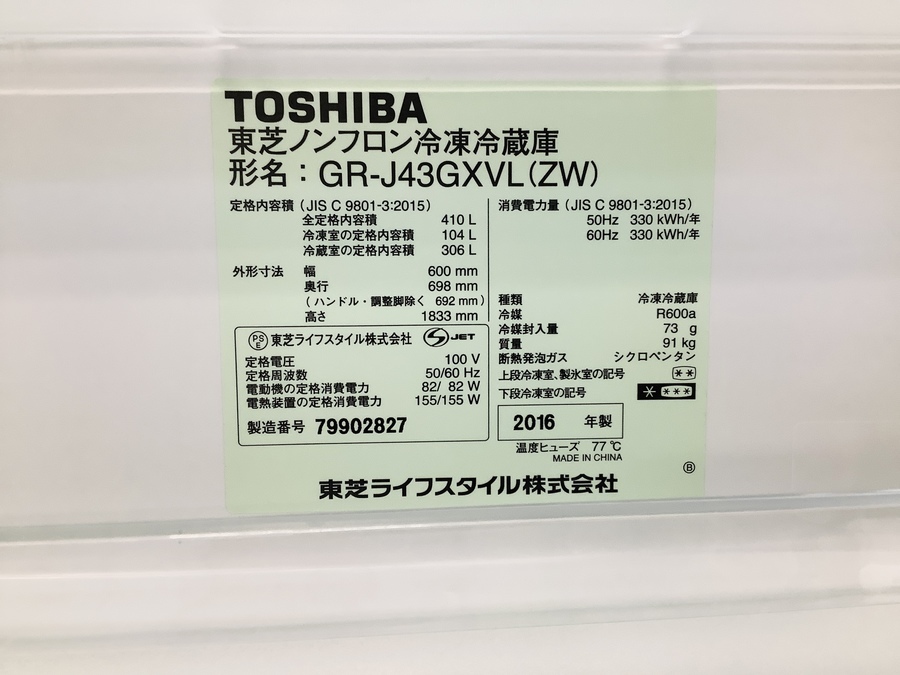 TOSHIBA
東芝ノンフロン冷凍冷蔵庫
形名：GR-J43GXVL(ZW)
定格内容積（JIS C 9801-3:2015）
全定格内容積 410 L
冷凍室の定格内容積 104 L
冷蔵室の定格内容積 306 L
外形寸法 幅 600 mm
奥行 698 mm
（ハンドル・調整脚除く 692 mm）
高さ 1833 mm
PSE 東芝ライフスタイル株式会社 S JET
定格電圧 100 V
定格周波数 50/60 Hz
電動機の定格消費電力 82/ 82 W
電熱装置の定格消費電力 155/155 W
製造番号 79902827
消費電力量（JIS C 9801-3:2015）
50Hz 330 kWh/年
60Hz 330 kWh/年
種類 冷凍冷蔵庫
冷媒 R600a
冷媒封入量 73 g
質量 91 kg
断熱発泡ガス シクロペンタン
上段冷凍室、製氷室の記号 **
下段冷凍室の記号 * ***
2016 年製
温度ヒューズ 77℃
MADE IN CHINA
Ⓑ
東芝ライフスタイル株式会社